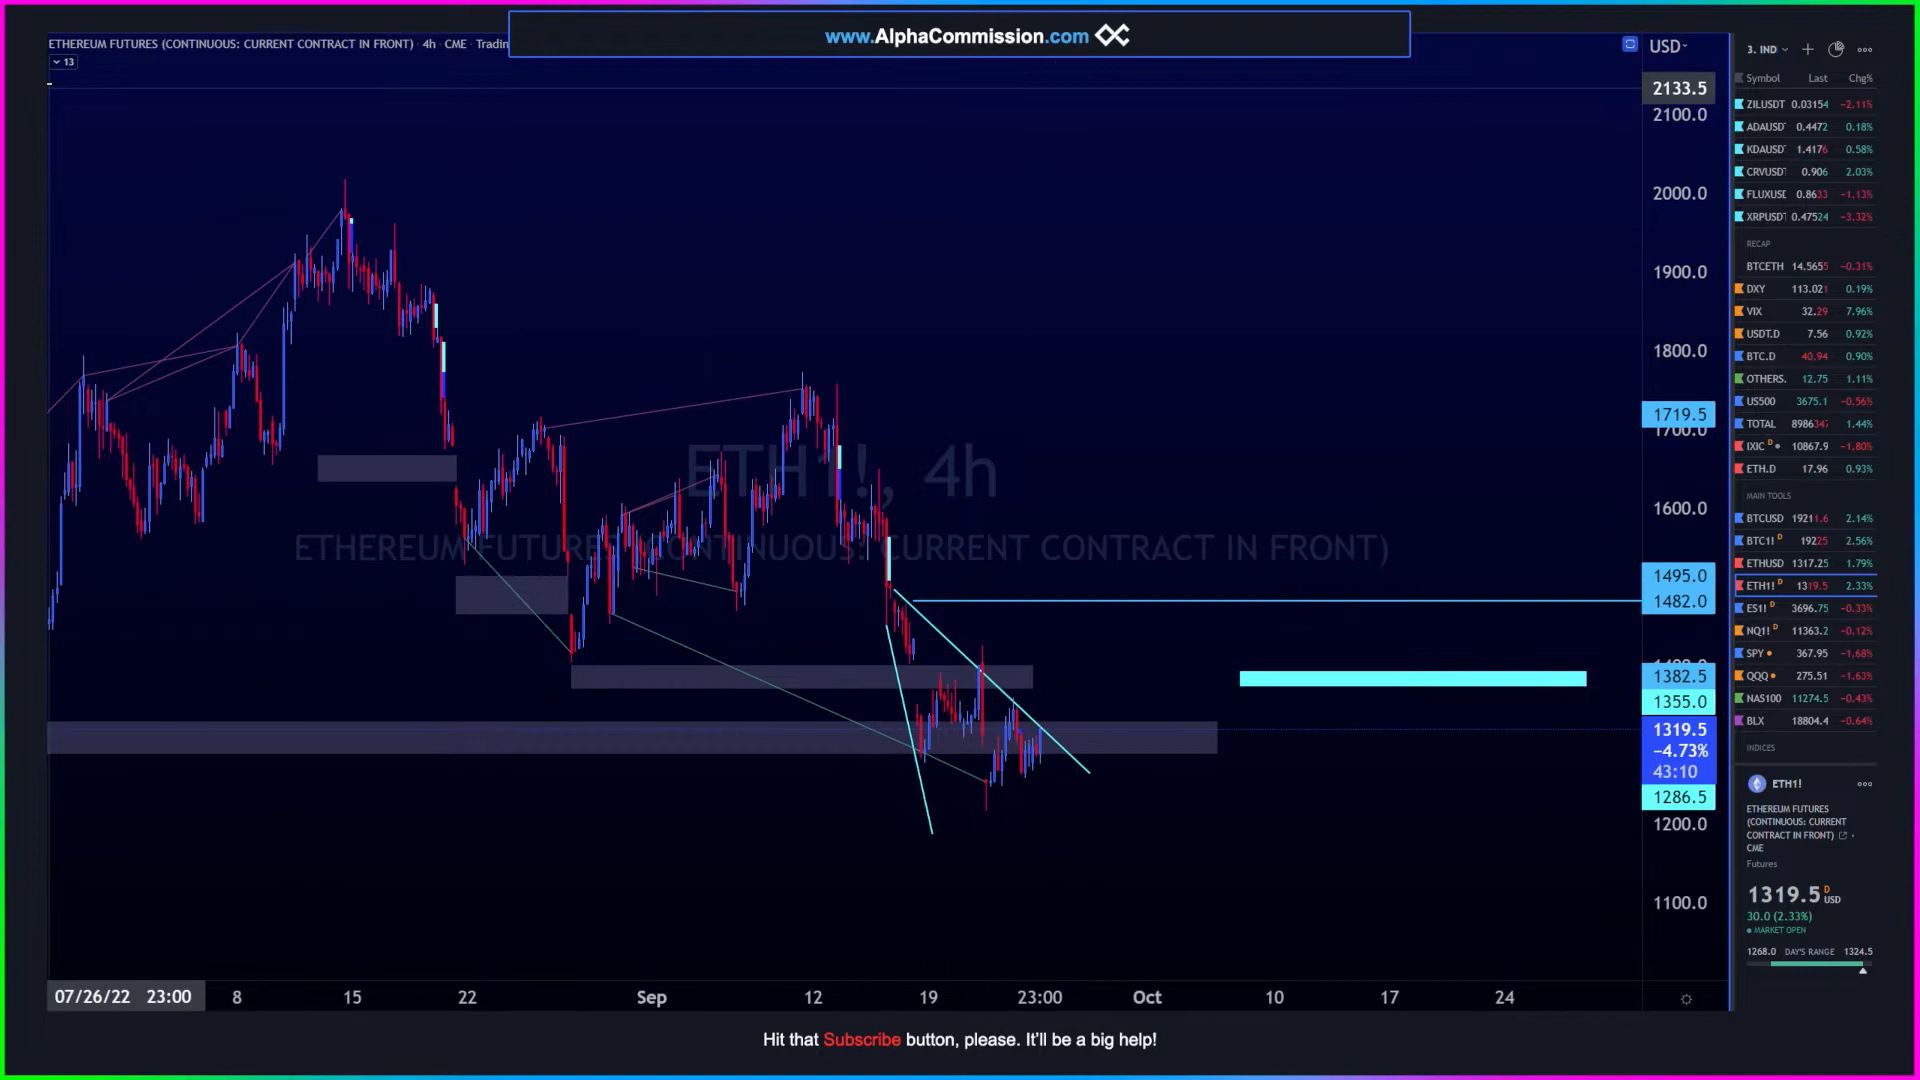 www.AlphaCommission.com
ETHEREUM FUTURES (CONTINUOUS: CURRENT CONTRACT IN FRONT) · 4h · CME · Tradin
13
USD
2133.5
2100.0
2000.0
1900.0
1800.0
1719.5
1700.0
1600.0
1495.0
1482.0
1382.5
1355.0
1319.5
−4.73%
43:10
1286.5
1200.0
1100.0
ETH1!, 4h
ETHEREUM FUTURES (CONTINUOUS: CURRENT CONTRACT IN FRONT)
07/26/22 23:00 8 15 22 Sep 12 19 23:00 Oct 10 17 24
3. IND
Symbol Last Chg%
ZILUSDT 0.03154 −2.11%
ADAUSDT 0.4472 0.18%
KDAUSDT 1.4176 0.58%
CRVUSDT 0.906 2.03%
FLUXUSD 0.8633 −1.13%
XRPUSDT 0.47524 −3.32%
RECAP
BTCETH 14.5655 −0.31%
DXY 113.021 0.19%
VIX 32.29 7.96%
USDT.D 7.56 0.92%
BTC.D 40.94 0.90%
OTHERS. 12.75 1.11%
US500 3675.1 −0.56%
TOTAL 898634 1.44%
IXIC D 10867.9 −1.80%
ETH.D 17.96 0.93%
MAIN TOOLS
BTCUSD 19211.6 2.14%
BTC1! D 19225 2.56%
ETHUSD 1317.25 1.79%
ETH1! D 1319.5 2.33%
ES1! D 3696.75 −0.33%
NQ1! D 11363.2 −0.12%
SPY 367.95 −1.68%
QQQ 275.51 −1.63%
NAS100 11274.5 −0.43%
BLX 18804.4 −0.64%
INDICES
ETH1!
ETHEREUM FUTURES
(CONTINUOUS: CURRENT
CONTRACT IN FRONT)
CME
Futures
1319.5 D USD
30.0 (2.33%)
MARKET OPEN
1268.0 DAY'S RANGE 1324.5
Hit that Subscribe button, please. It'll be a big help!